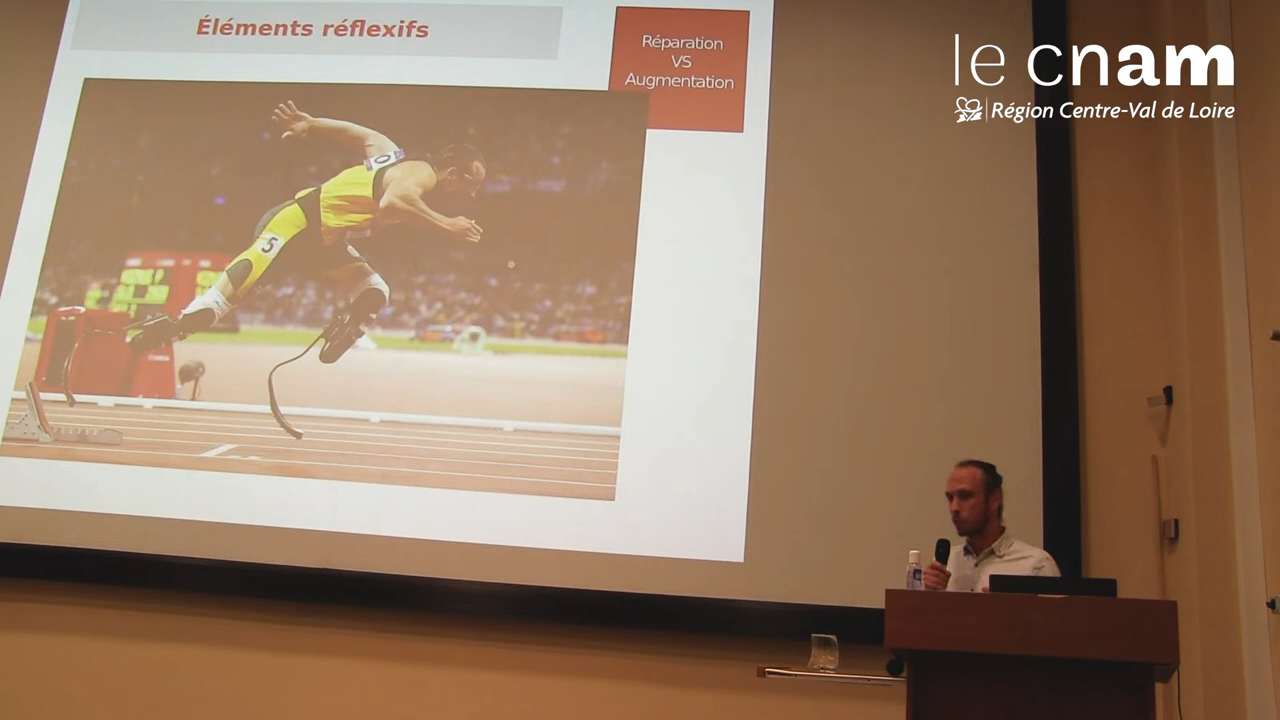 Éléments réflexifs
Réparation
VS
Augmentation
5
le cnam
Région Centre-Val de Loire